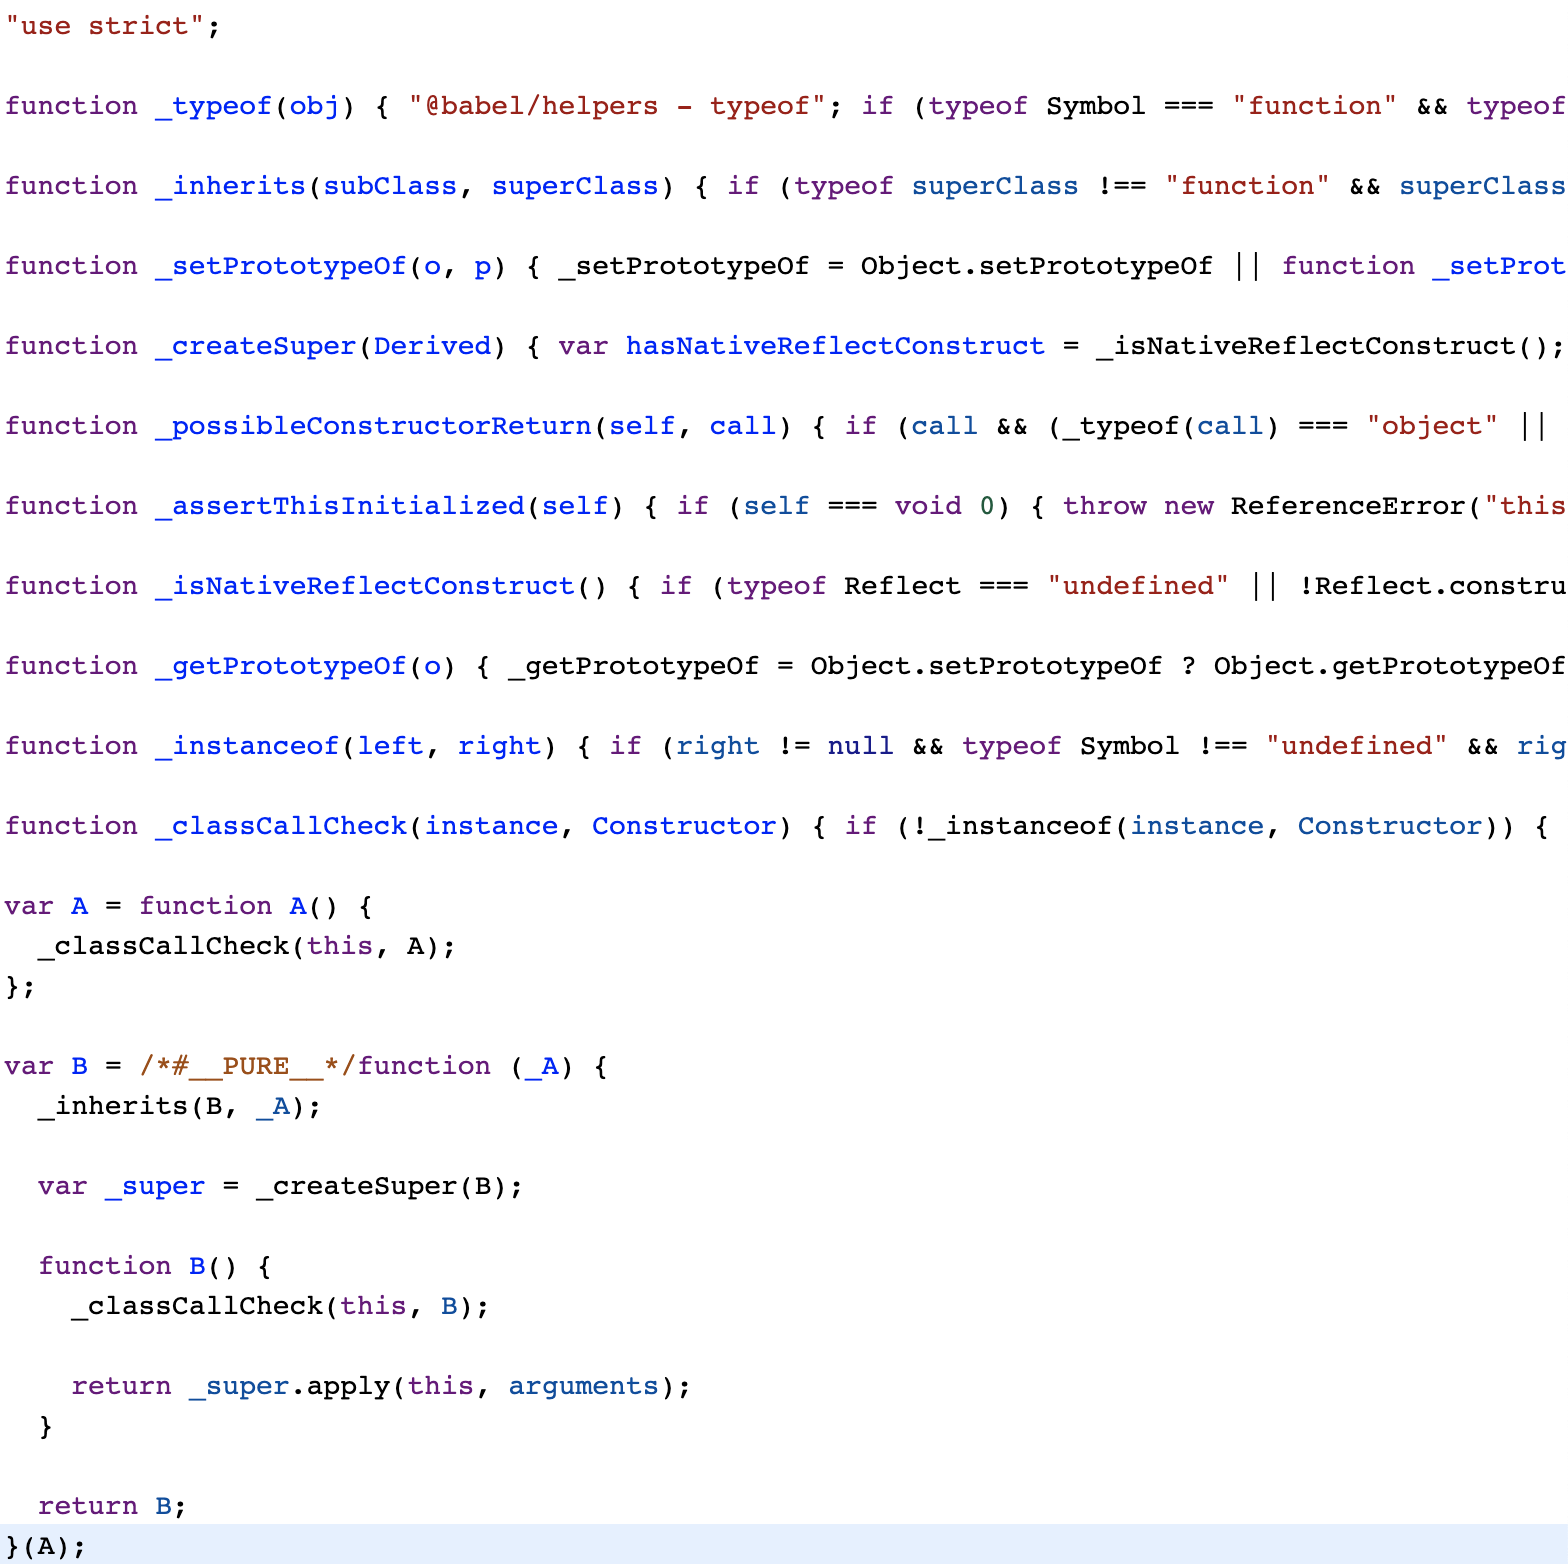 "use strict";
function _typeof(obj) { "@babel/helpers - typeof"; if (typeof Symbol === "function" && typeof
function _inherits(subClass, superClass) { if (typeof superClass !== "function" && superClass
function _setPrototypeOf(o, p) { _setPrototypeOf = Object.setPrototypeOf || function _setProt
function _createSuper(Derived) { var hasNativeReflectConstruct = _isNativeReflectConstruct();
function _possibleConstructorReturn(self, call) { if (call && (_typeof(call) === "object" ||
function _assertThisInitialized(self) { if (self === void 0) { throw new ReferenceError("this
function _isNativeReflectConstruct() { if (typeof Reflect === "undefined" || !Reflect.constru
function _getPrototypeOf(o) { _getPrototypeOf = Object.setPrototypeOf ? Object.getPrototypeOf
function _instanceof(left, right) { if (right != null && typeof Symbol !== "undefined" && rig
function _classCallCheck(instance, Constructor) { if (!_instanceof(instance, Constructor)) {
var A = function A() {
  _classCallCheck(this, A);
};
var B = /*#__PURE__*/function (_A) {
  _inherits(B, _A);
  var _super = _createSuper(B);
  function B() {
    _classCallCheck(this, B);
    return _super.apply(this, arguments);
  }
  return B;
}(A);